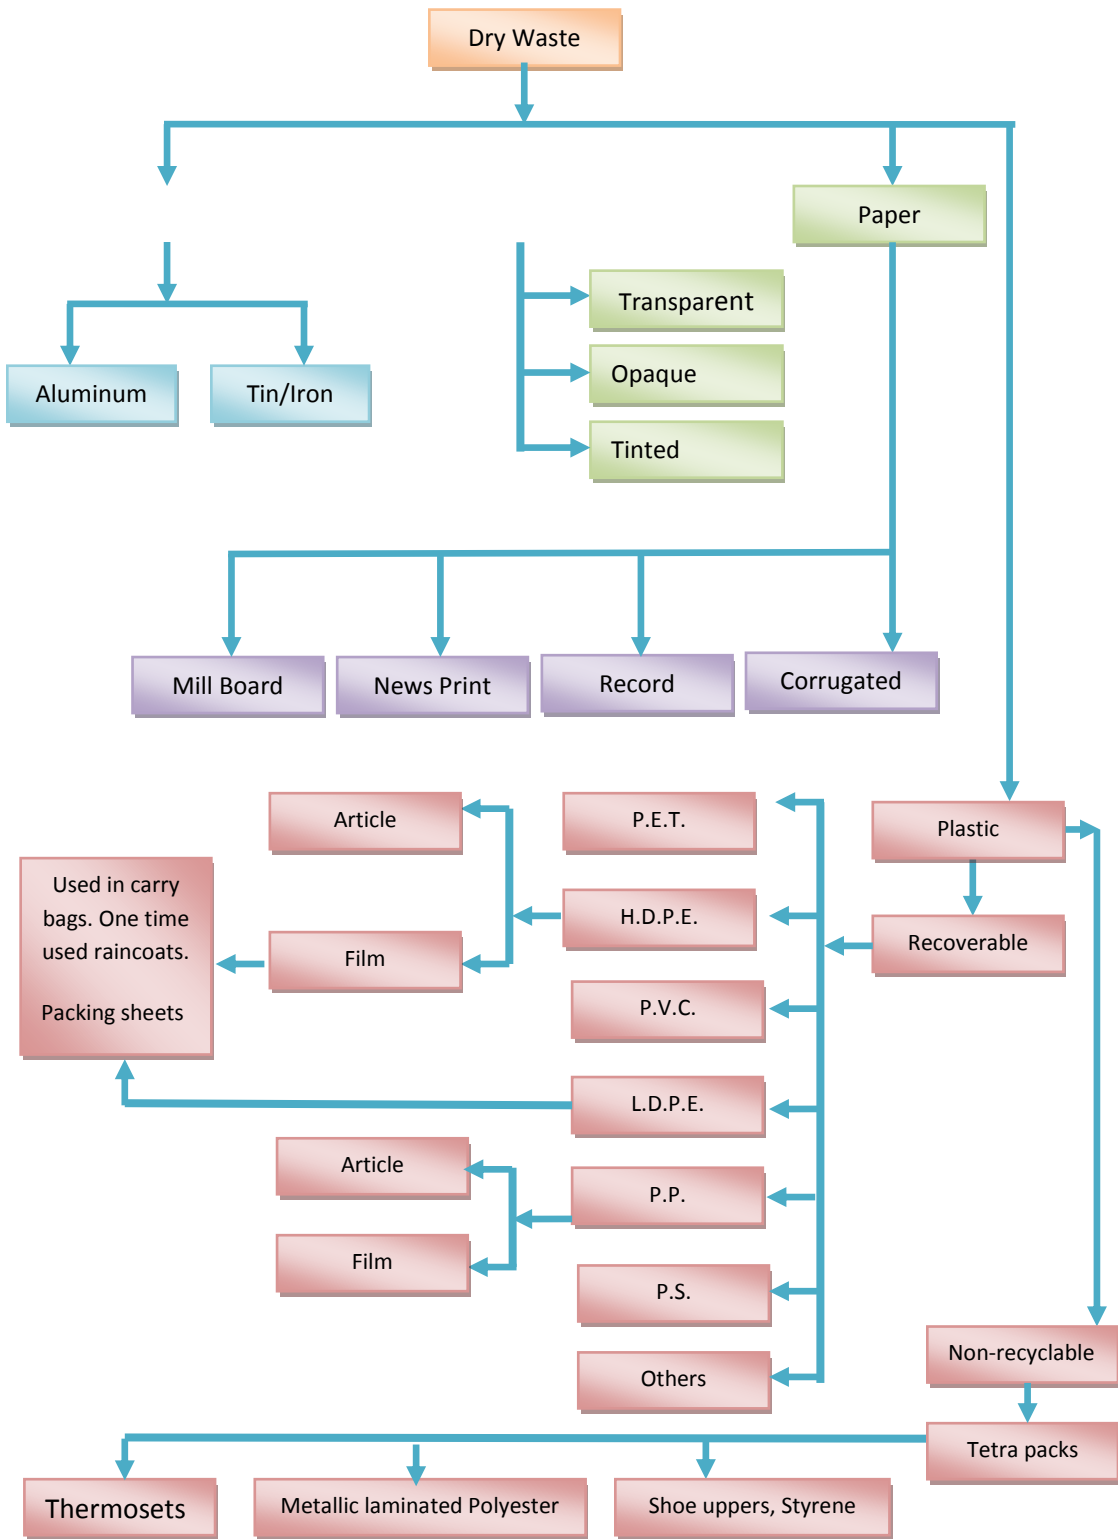 Dry Waste
Paper
Transparent
Opaque
Tinted
Aluminum
Tin/Iron
Mill Board
News Print
Record
Corrugated
Article
P.E.T.
Plastic
Used in carry
bags. One time
used raincoats.
Packing sheets
H.D.P.E.
Recoverable
Film
P.V.C.
L.D.P.E.
Article
P.P.
Film
P.S.
Non-recyclable
Others
Tetra packs
Thermosets
Metallic laminated Polyester
Shoe uppers, Styrene